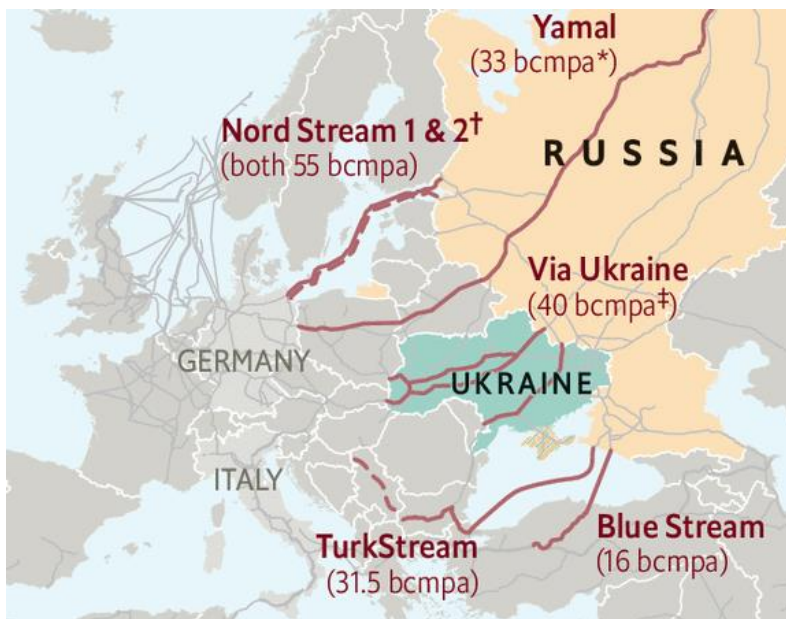 Yamal
(33 bcmpa*)
Nord Stream 1 & 2†
(both 55 bcmpa)
RUSSIA
Via Ukraine
(40 bcmpa‡)
GERMANY
UKRAINE
ITALY
TurkStream
(31.5 bcmpa)
Blue Stream
(16 bcmpa)